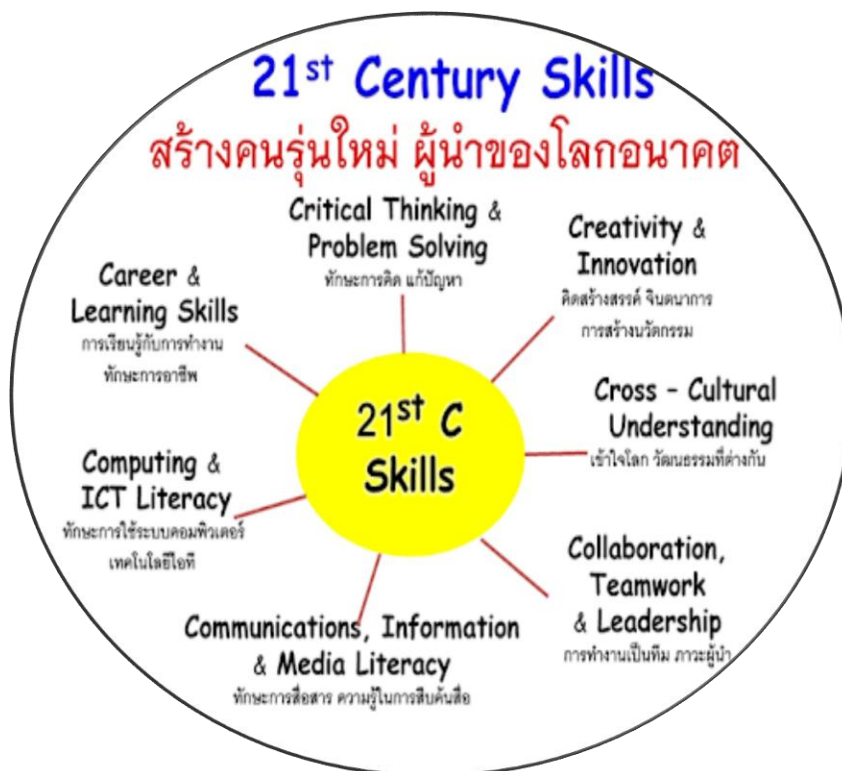 21st Century Skills
สร้างคนรุ่นใหม่ ผู้นำของโลกอนาคต
Critical Thinking &
Problem Solving
ทักษะการคิด แก้ปัญหา
Creativity &
Innovation
คิดสร้างสรรค์ จินตนาการ
การสร้างนวัตกรรม
Cross – Cultural
Understanding
เข้าใจโลก วัฒนธรรมที่ต่างกัน
Collaboration,
Teamwork
& Leadership
การทำงานเป็นทีม ภาวะผู้นำ
Communications, Information
& Media Literacy
ทักษะการสื่อสาร ความรู้ในการสืบค้นสื่อ
Computing &
ICT Literacy
ทักษะการใช้ระบบคอมพิวเตอร์
เทคโนโลยีไอที
Career &
Learning Skills
การเรียนรู้กับการทำงาน
ทักษะการอาชีพ
21st C
Skills